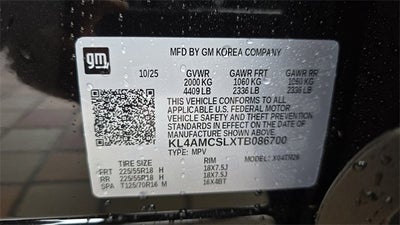 gm
MFD BY GM KOREA COMPANY
10/25 GVWR GAWR FRT GAWR RR
2000 KG 1060 KG 1060 KG
4409 LB 2336 LB 2336 LB
THIS VEHICLE CONFORMS TO ALL
APPLICABLE U.S. FEDERAL MOTOR
VEHICLE SAFETY AND THEFT PREVENTION
STANDARDS IN EFFECT ON THE DATE OF
MANUFACTURE SHOWN ABOVE.
KL4AMCSLXTB086700
TYPE: MPV MODEL:
TIRE SIZE RIM
FRT 225/55R18 H 18X7.5J
RR 225/55R18 H 18X7.5J
SPA T125/70R16 M 16X4BT